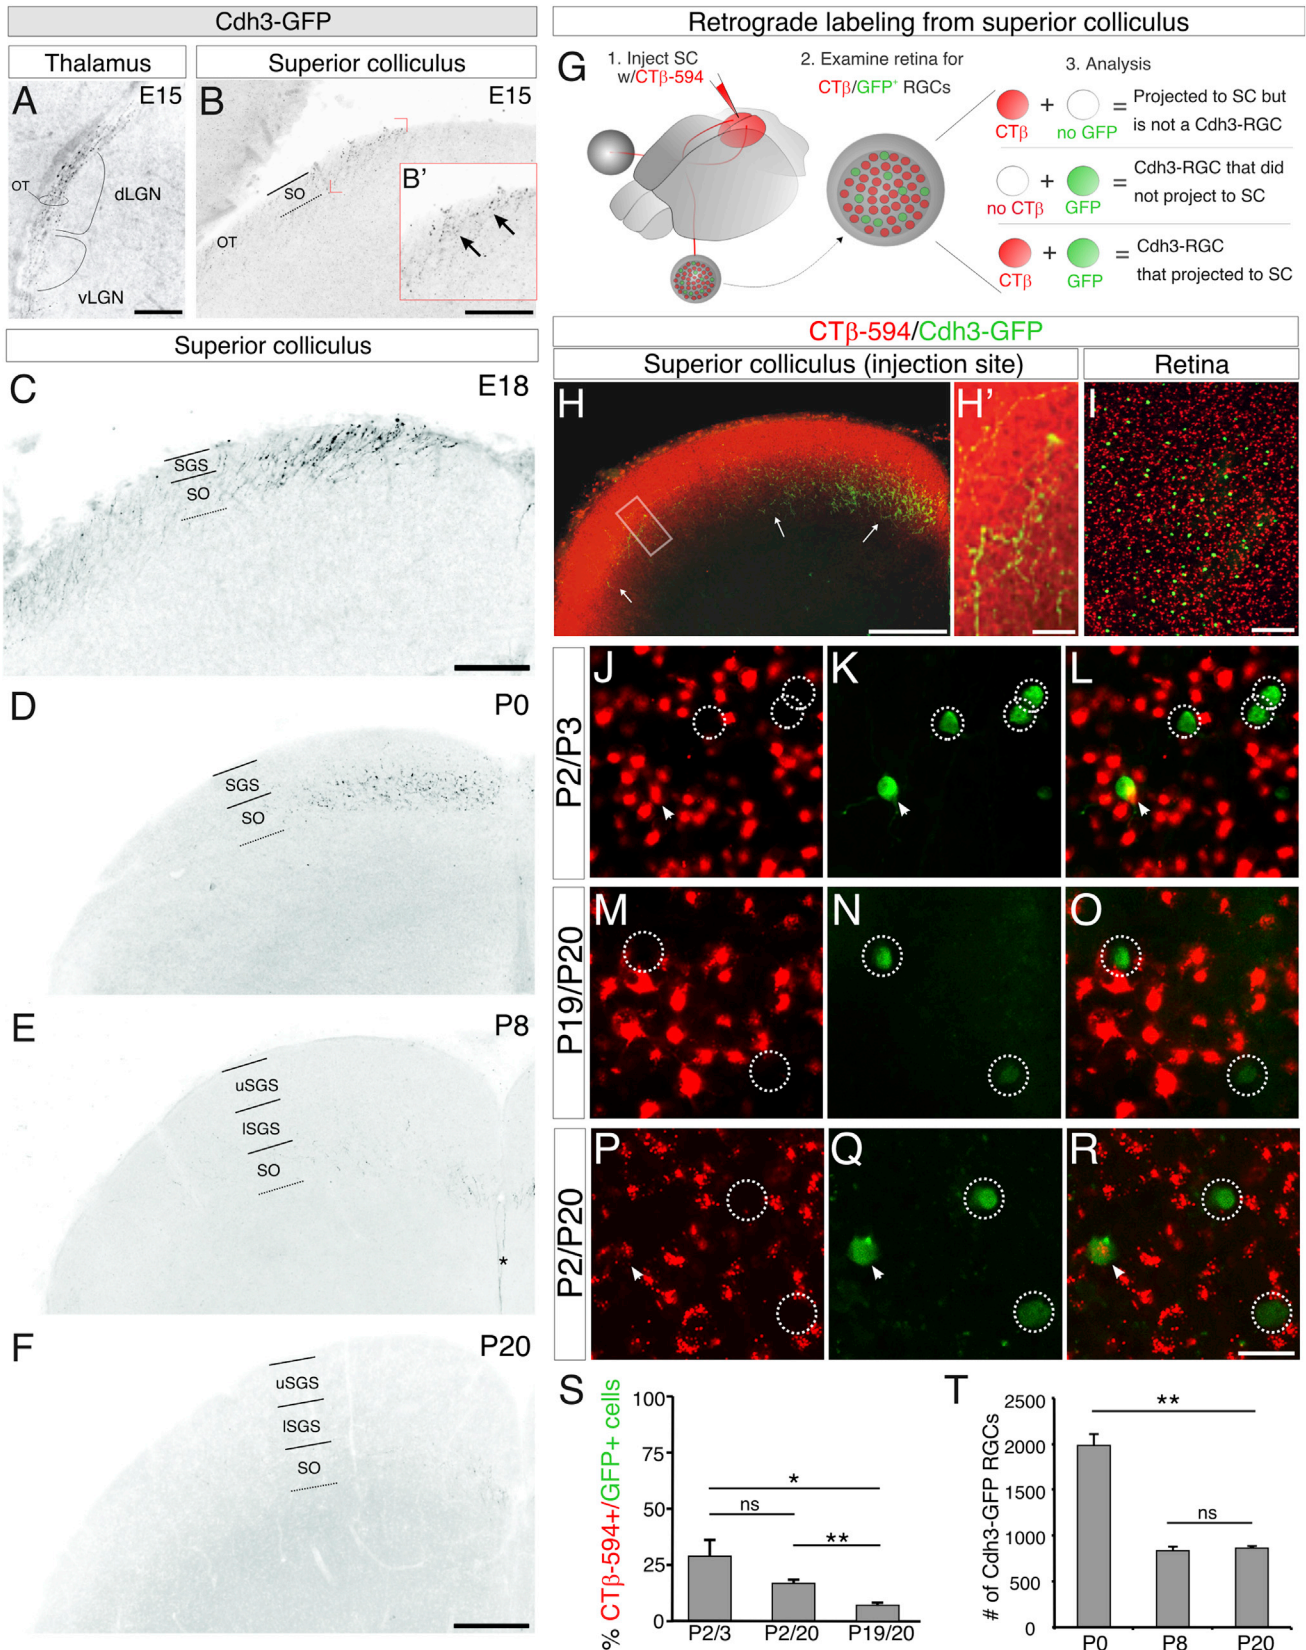 Cdh3-GFP
Thalamus
Superior colliculus
A
E15
OT
dLGN
vLGN
B
E15
SO
OT
B'
Superior colliculus
C
E18
SGS
SO
D
P0
SGS
SO
E
P8
uSGS
lSGS
SO
*
F
P20
uSGS
lSGS
SO
Retrograde labeling from superior colliculus
G
1. Inject SC
w/CTβ-594
2. Examine retina for
CTβ/GFP+ RGCs
3. Analysis
CTβ + no GFP = Projected to SC but
is not a Cdh3-RGC
no CTβ + GFP = Cdh3-RGC that did
not project to SC
CTβ + GFP = Cdh3-RGC
that projected to SC
CTβ-594/Cdh3-GFP
Superior colliculus (injection site)
Retina
H
H'
I
P2/P3
J
K
L
P19/P20
M
N
O
P2/P20
P
Q
R
S
% CTβ-594+/GFP+ cells
100
75
50
25
0
*
ns
**
P2/3
P2/20
P19/20
T
# of Cdh3-GFP RGCs
2500
2000
1500
1000
500
0
**
ns
P0
P8
P20